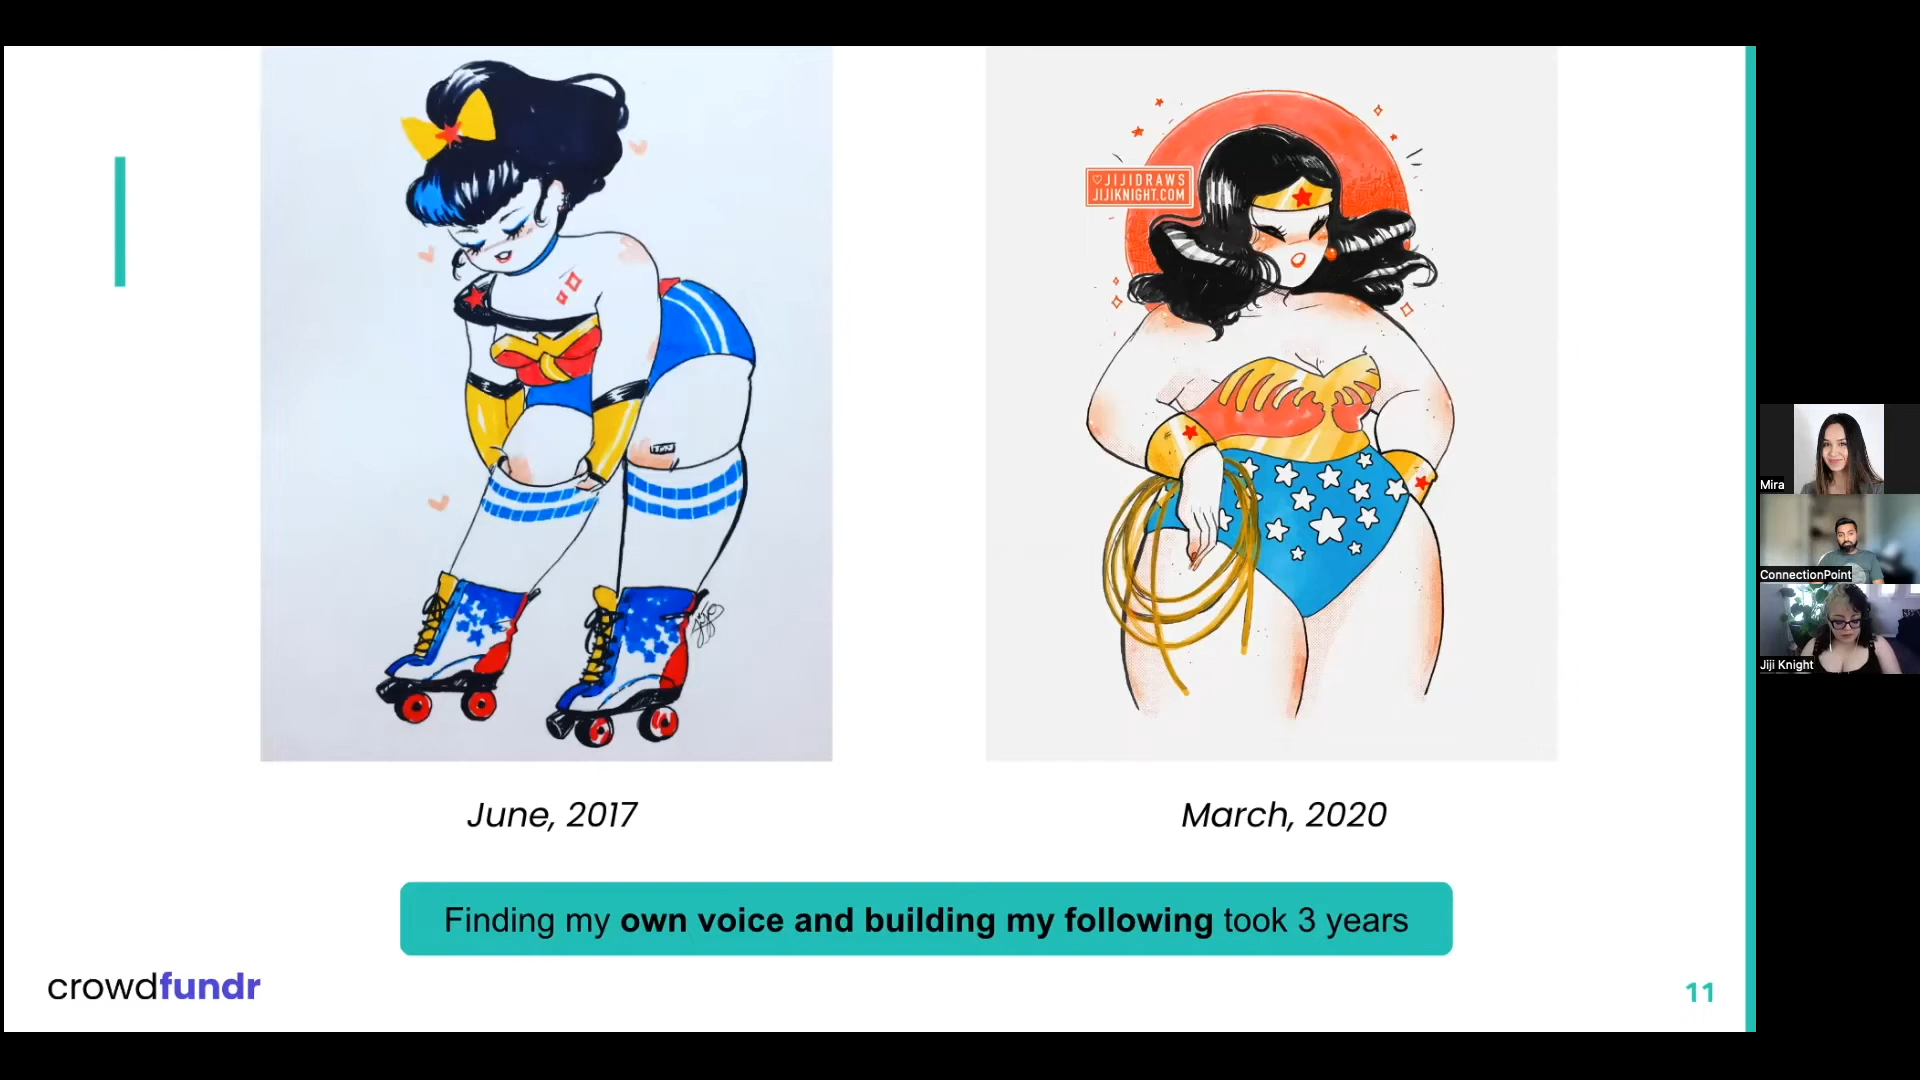 ♡JIJIDRAWS
JIJIKNIGHT.COM
June, 2017
March, 2020
Finding my own voice and building my following took 3 years
crowdfundr
11
Mira
ConnectionPoint
Jiji Knight